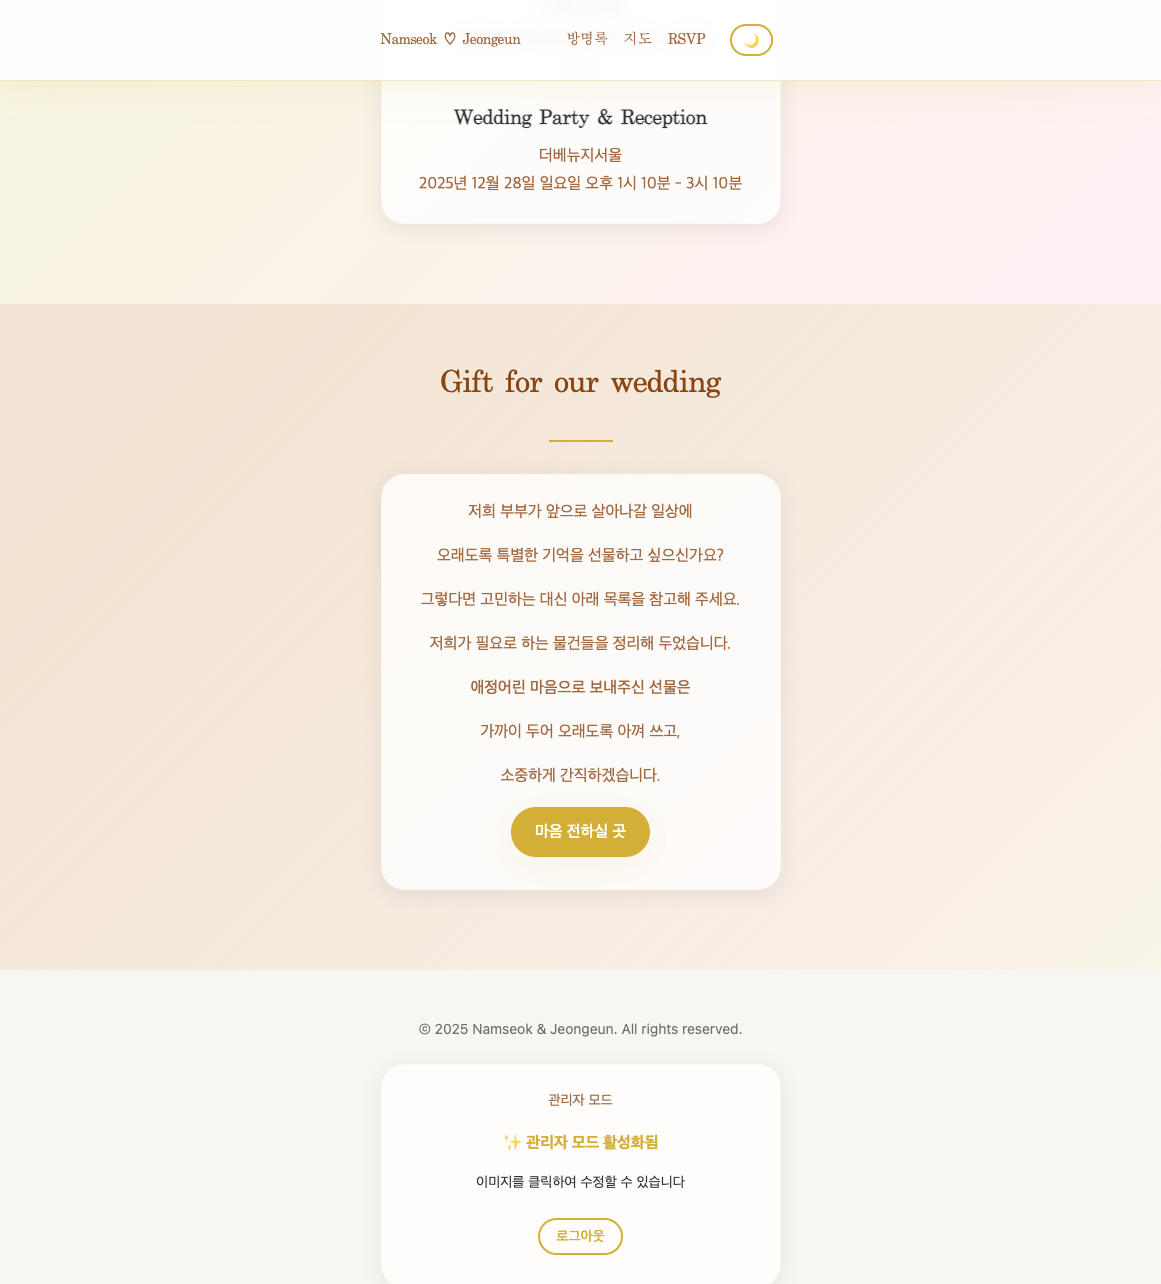 Namseok ♡ Jeongeun 방명록 지도 RSVP 🌙
Wedding Party & Reception
더베뉴지서울
2025년 12월 28일 일요일 오후 1시 10분 - 3시 10분
Gift for our wedding
저희 부부가 앞으로 살아나갈 일상에
오래도록 특별한 기억을 선물하고 싶으신가요?
그렇다면 고민하는 대신 아래 목록을 참고해 주세요.
저희가 필요로 하는 물건들을 정리해 두었습니다.
애정어린 마음으로 보내주신 선물은
가까이 두어 오래도록 아껴 쓰고,
소중하게 간직하겠습니다.
마음 전하실 곳
© 2025 Namseok & Jeongeun. All rights reserved.
관리자 모드
✨ 관리자 모드 활성화됨
이미지를 클릭하여 수정할 수 있습니다
로그아웃